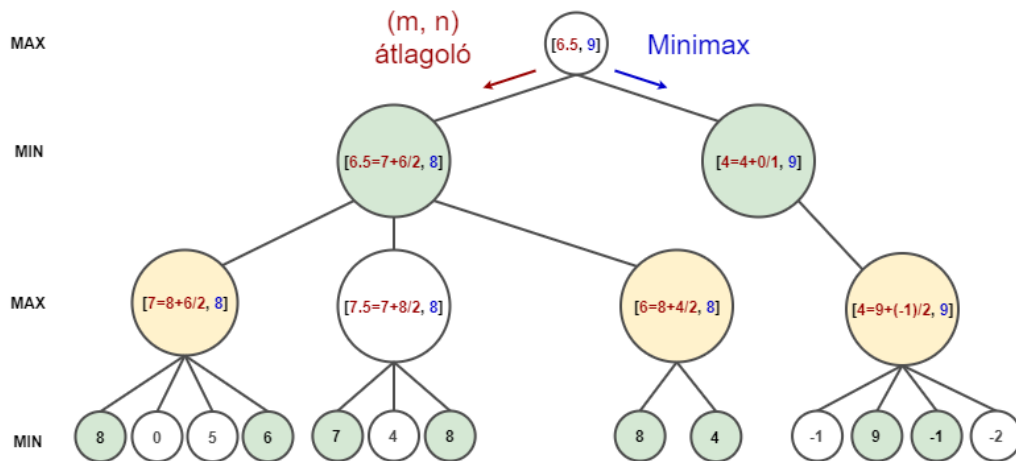 (m, n)
átlagoló
Minimax
MAX
[6.5, 9]
MIN
[6.5=7+6/2, 8]
[4=4+0/1, 9]
MAX
[7=8+6/2, 8]
[7.5=7+8/2, 8]
[6=8+4/2, 8]
[4=9+(-1)/2, 9]
MIN
8 0 5 6 7 4 8 8 4 -1 9 -1 -2